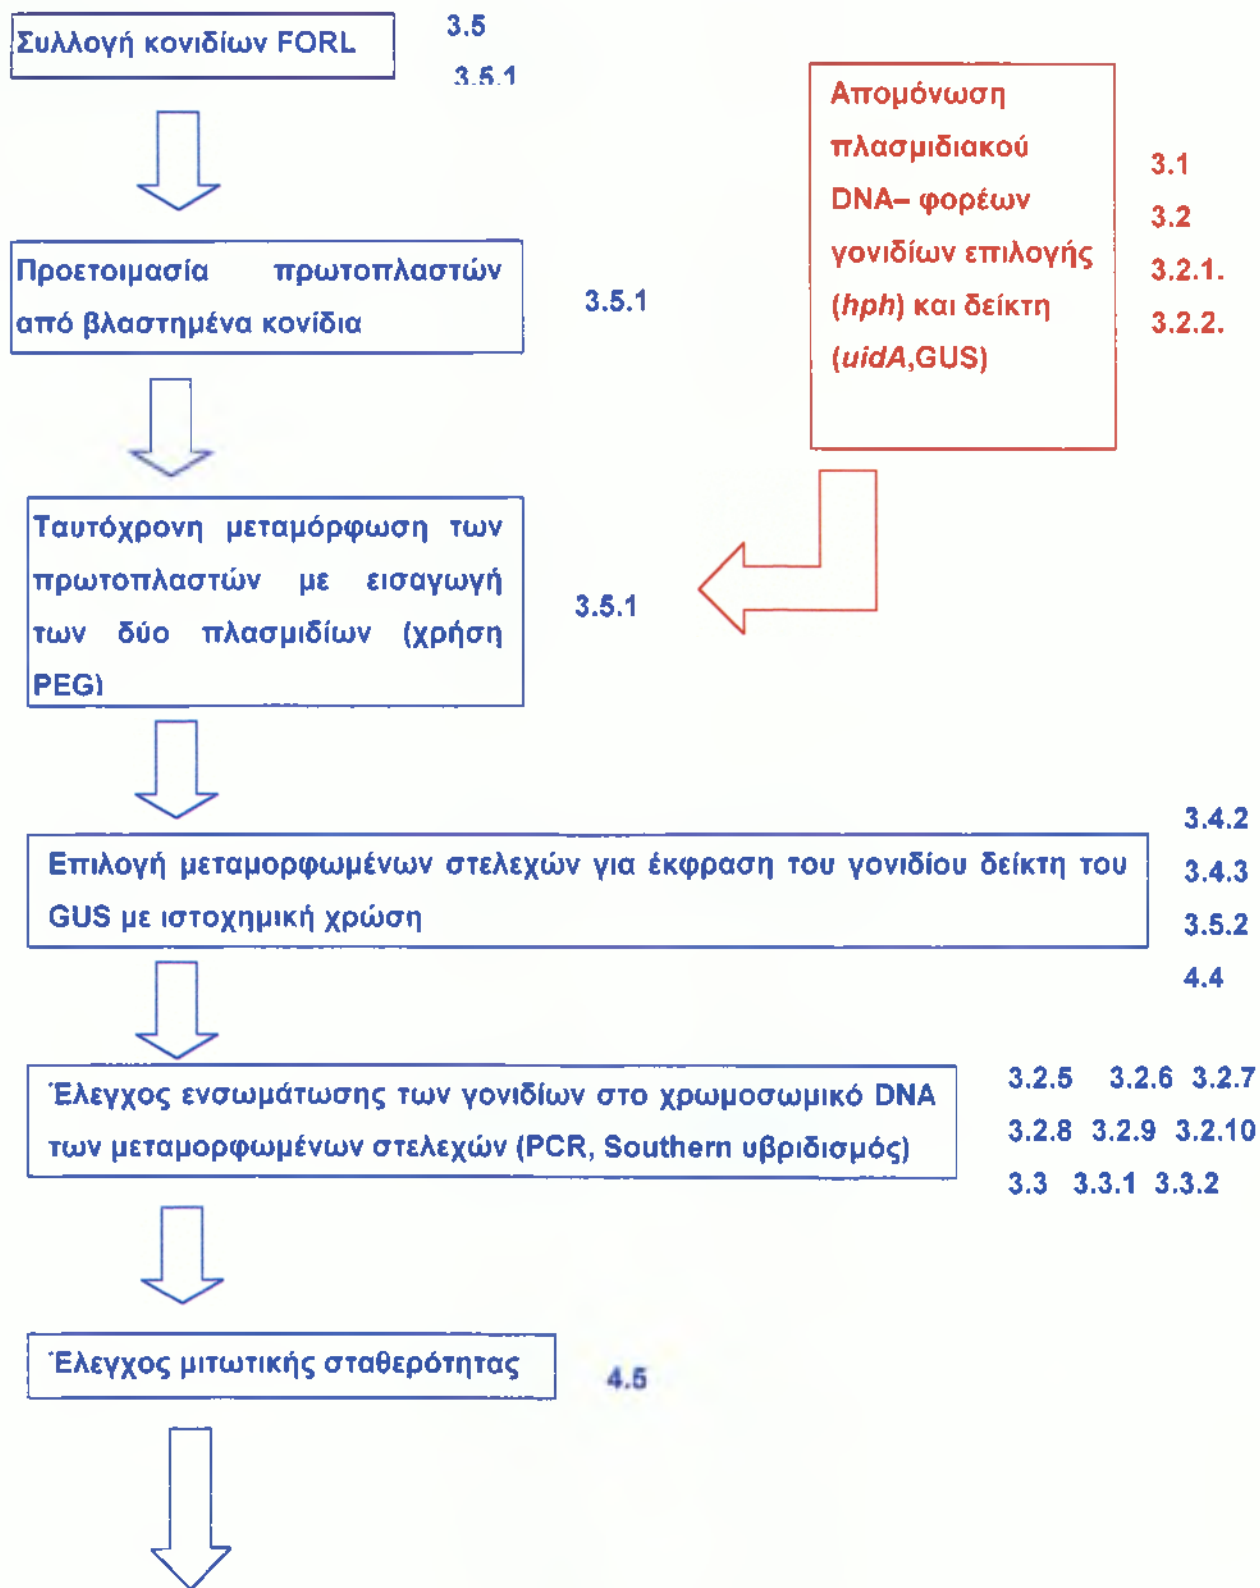 Συλλογή κονιδίων FORL
3.5
3.5.1
Απομόνωση
πλασμιδιακού
DNA– φορέων
γονιδίων επιλογής
(hph) και δείκτη
(uidA,GUS)
3.1
3.2
3.2.1.
3.2.2.
Προετοιμασία πρωτοπλαστών
από βλαστημένα κονίδια
3.5.1
Ταυτόχρονη μεταμόρφωση των
πρωτοπλαστών με εισαγωγή
των δύο πλασμιδίων (χρήση
PEG)
3.5.1
Επιλογή μεταμορφωμένων στελεχών για έκφραση του γονιδίου δείκτη του
GUS με ιστοχημική χρώση
3.4.2
3.4.3
3.5.2
4.4
Έλεγχος ενσωμάτωσης των γονιδίων στο χρωμοσωμικό DNA
των μεταμορφωμένων στελεχών (PCR, Southern υβριδισμός)
3.2.5 3.2.6 3.2.7
3.2.8 3.2.9 3.2.10
3.3 3.3.1 3.3.2
Έλεγχος μιτωτικής σταθερότητας
4.5